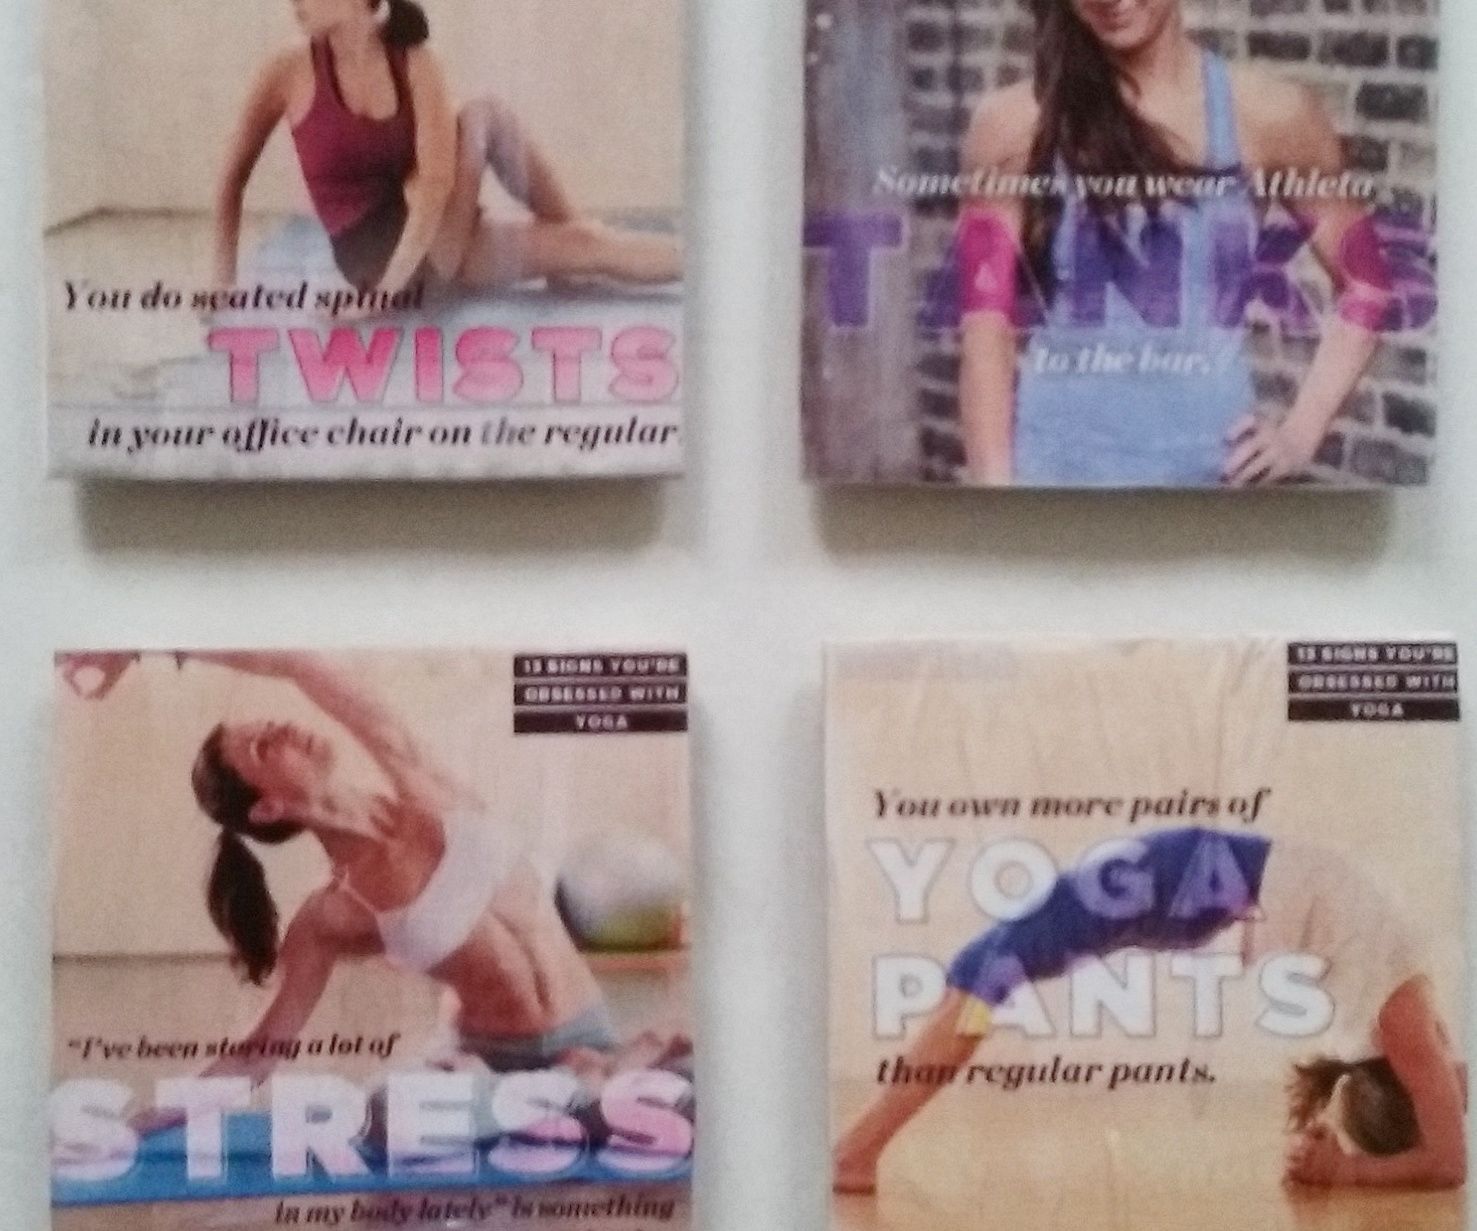 You do seated spinal
TWISTS
in your office chair on the regular.
Sometimes you wear Athleta
TANKS
to the bar.
13 SIGNS YOU'RE
OBSESSED WITH
YOGA
"I've been storing a lot of
STRESS
in my body lately" is something
13 SIGNS YOU'RE
OBSESSED WITH
YOGA
You own more pairs of
YOGA
PANTS
than regular pants.